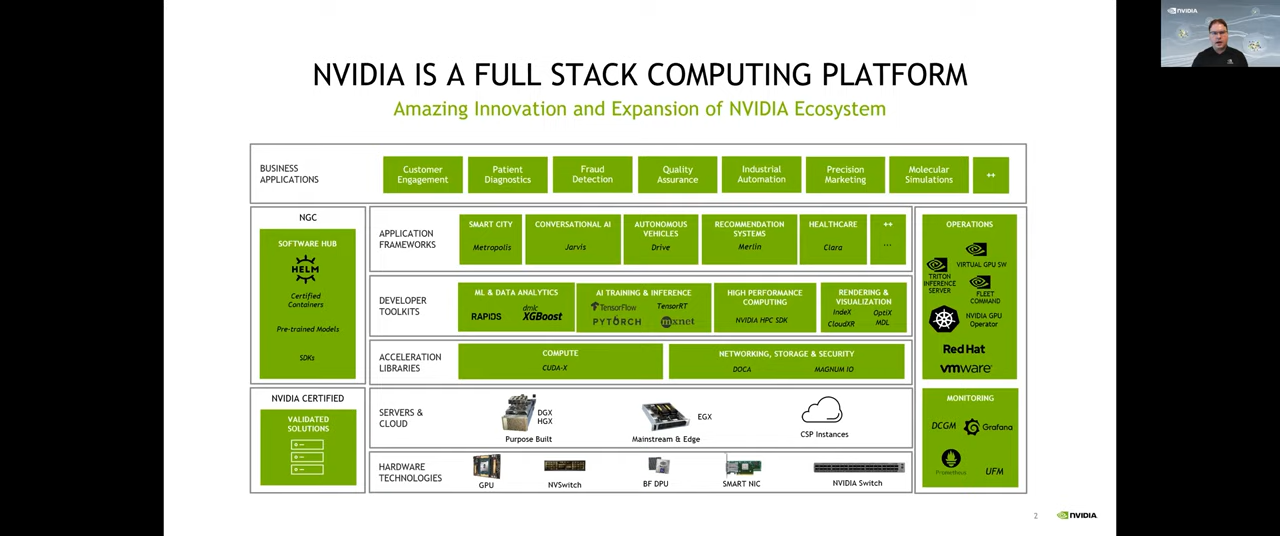 NVIDIA
NVIDIA IS A FULL STACK COMPUTING PLATFORM
Amazing Innovation and Expansion of NVIDIA Ecosystem
BUSINESS
APPLICATIONS
Customer
Engagement
Patient
Diagnostics
Fraud
Detection
Quality
Assurance
Industrial
Automation
Precision
Marketing
Molecular
Simulations
++
NGC
SOFTWARE HUB
HELM
Certified
Containers
Pre-trained Models
SDKs
APPLICATION
FRAMEWORKS
SMART CITY
Metropolis
CONVERSATIONAL AI
Jarvis
AUTONOMOUS
VEHICLES
Drive
RECOMMENDATION
SYSTEMS
Merlin
HEALTHCARE
Clara
++
...
DEVELOPER
TOOLKITS
ML & DATA ANALYTICS
RAPIDS
dmlc
XGBoost
AI TRAINING & INFERENCE
TensorFlow
TensorRT
PYTORCH
mxnet
HIGH PERFORMANCE
COMPUTING
NVIDIA HPC SDK
RENDERING &
VISUALIZATION
IndeX
OptiX
CloudXR
MDL
ACCELERATION
LIBRARIES
COMPUTE
CUDA-X
NETWORKING, STORAGE & SECURITY
DOCA
MAGNUM IO
OPERATIONS
VIRTUAL GPU SW
TRITON
INFERENCE
SERVER
FLEET
COMMAND
NVIDIA GPU
Operator
Red Hat
vmware
NVIDIA CERTIFIED
VALIDATED
SOLUTIONS
SERVERS &
CLOUD
DGX
HGX
Purpose Built
EGX
Mainstream & Edge
CSP Instances
HARDWARE
TECHNOLOGIES
GPU
NVSwitch
BF DPU
SMART NIC
NVIDIA Switch
MONITORING
DCGM
Grafana
Prometheus
UFM
2
NVIDIA